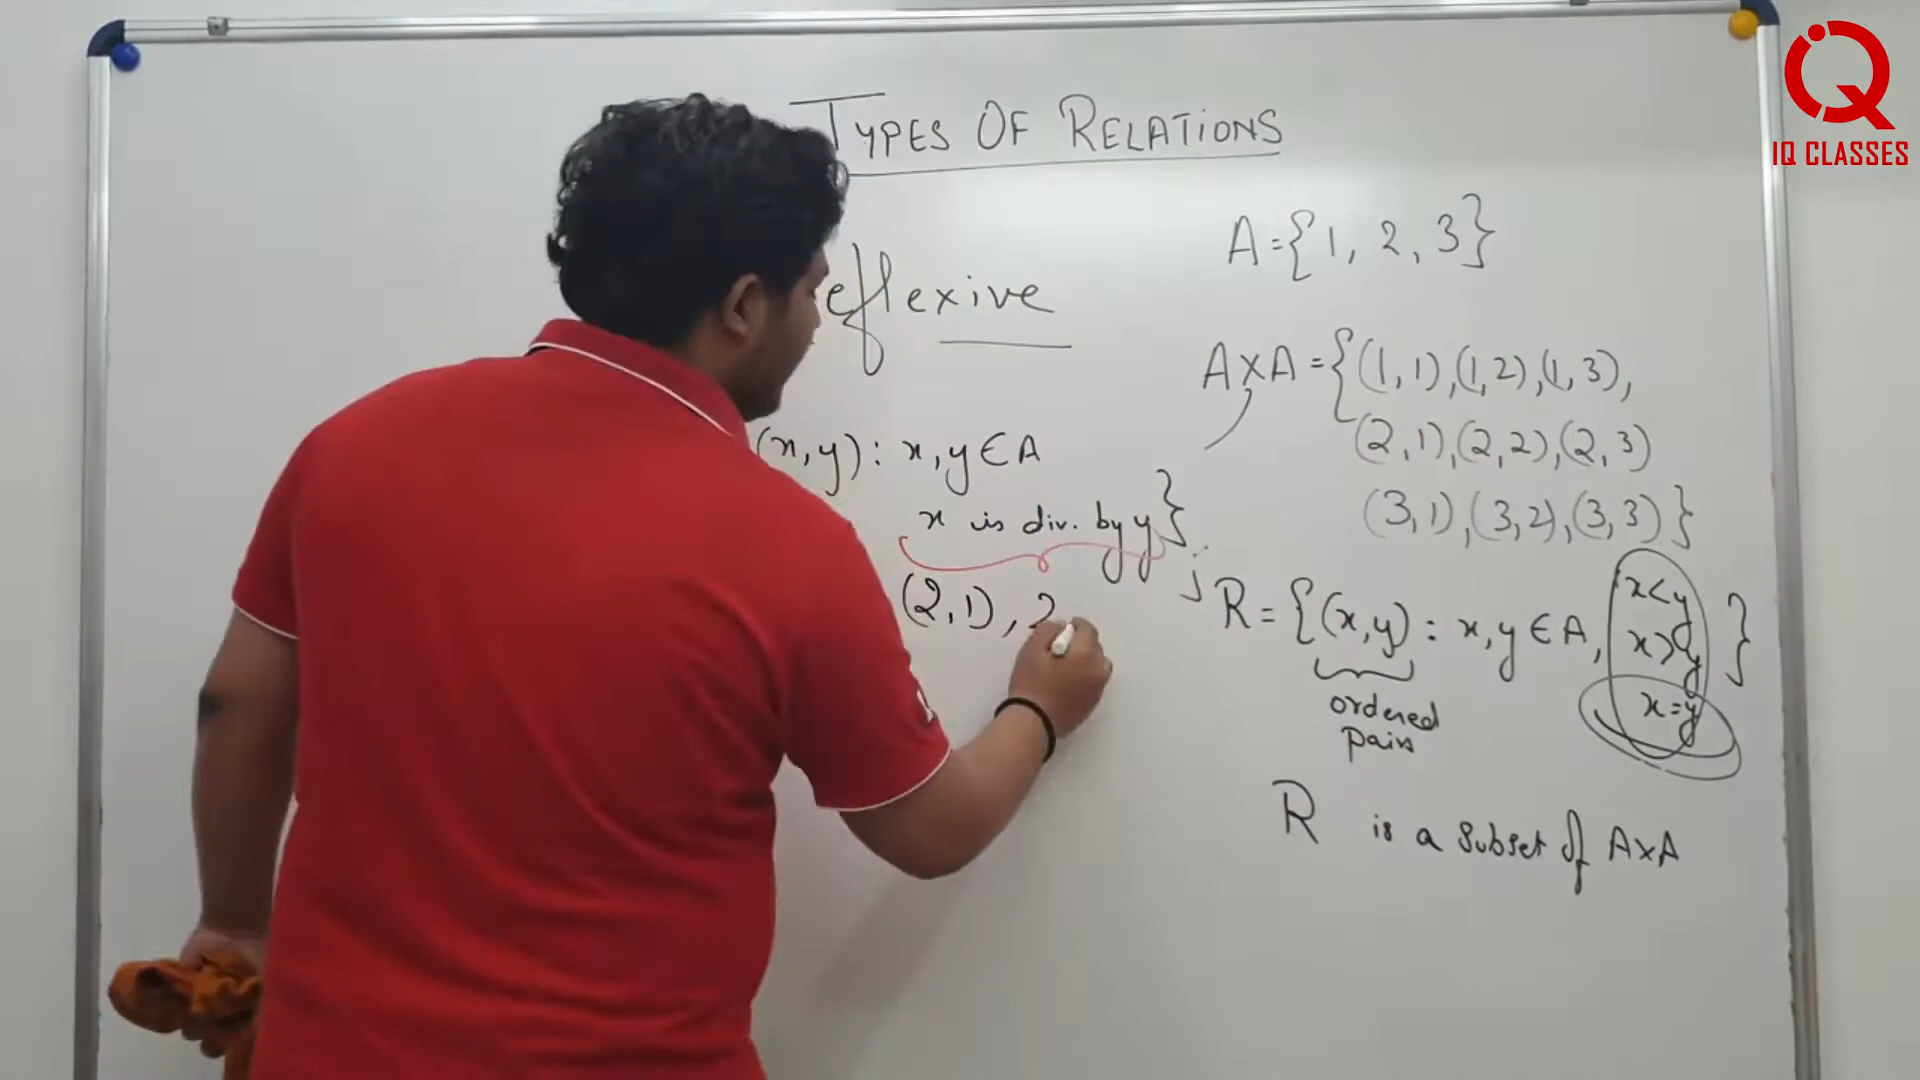 TYPES OF RELATIONS
eflexive
(x,y) : x,y ∈ A
x is div. by y}
(2,1), 2
A = {1, 2, 3}
A×A = {(1,1),(1,2),(1,3),
(2,1),(2,2),(2,3)
(3,1),(3,2),(3,3)}
R = {(x,y) : x,y ∈ A, x<y
x>y
x=y }
ordered
pairs
R is a subset of A×A
IQ CLASSES